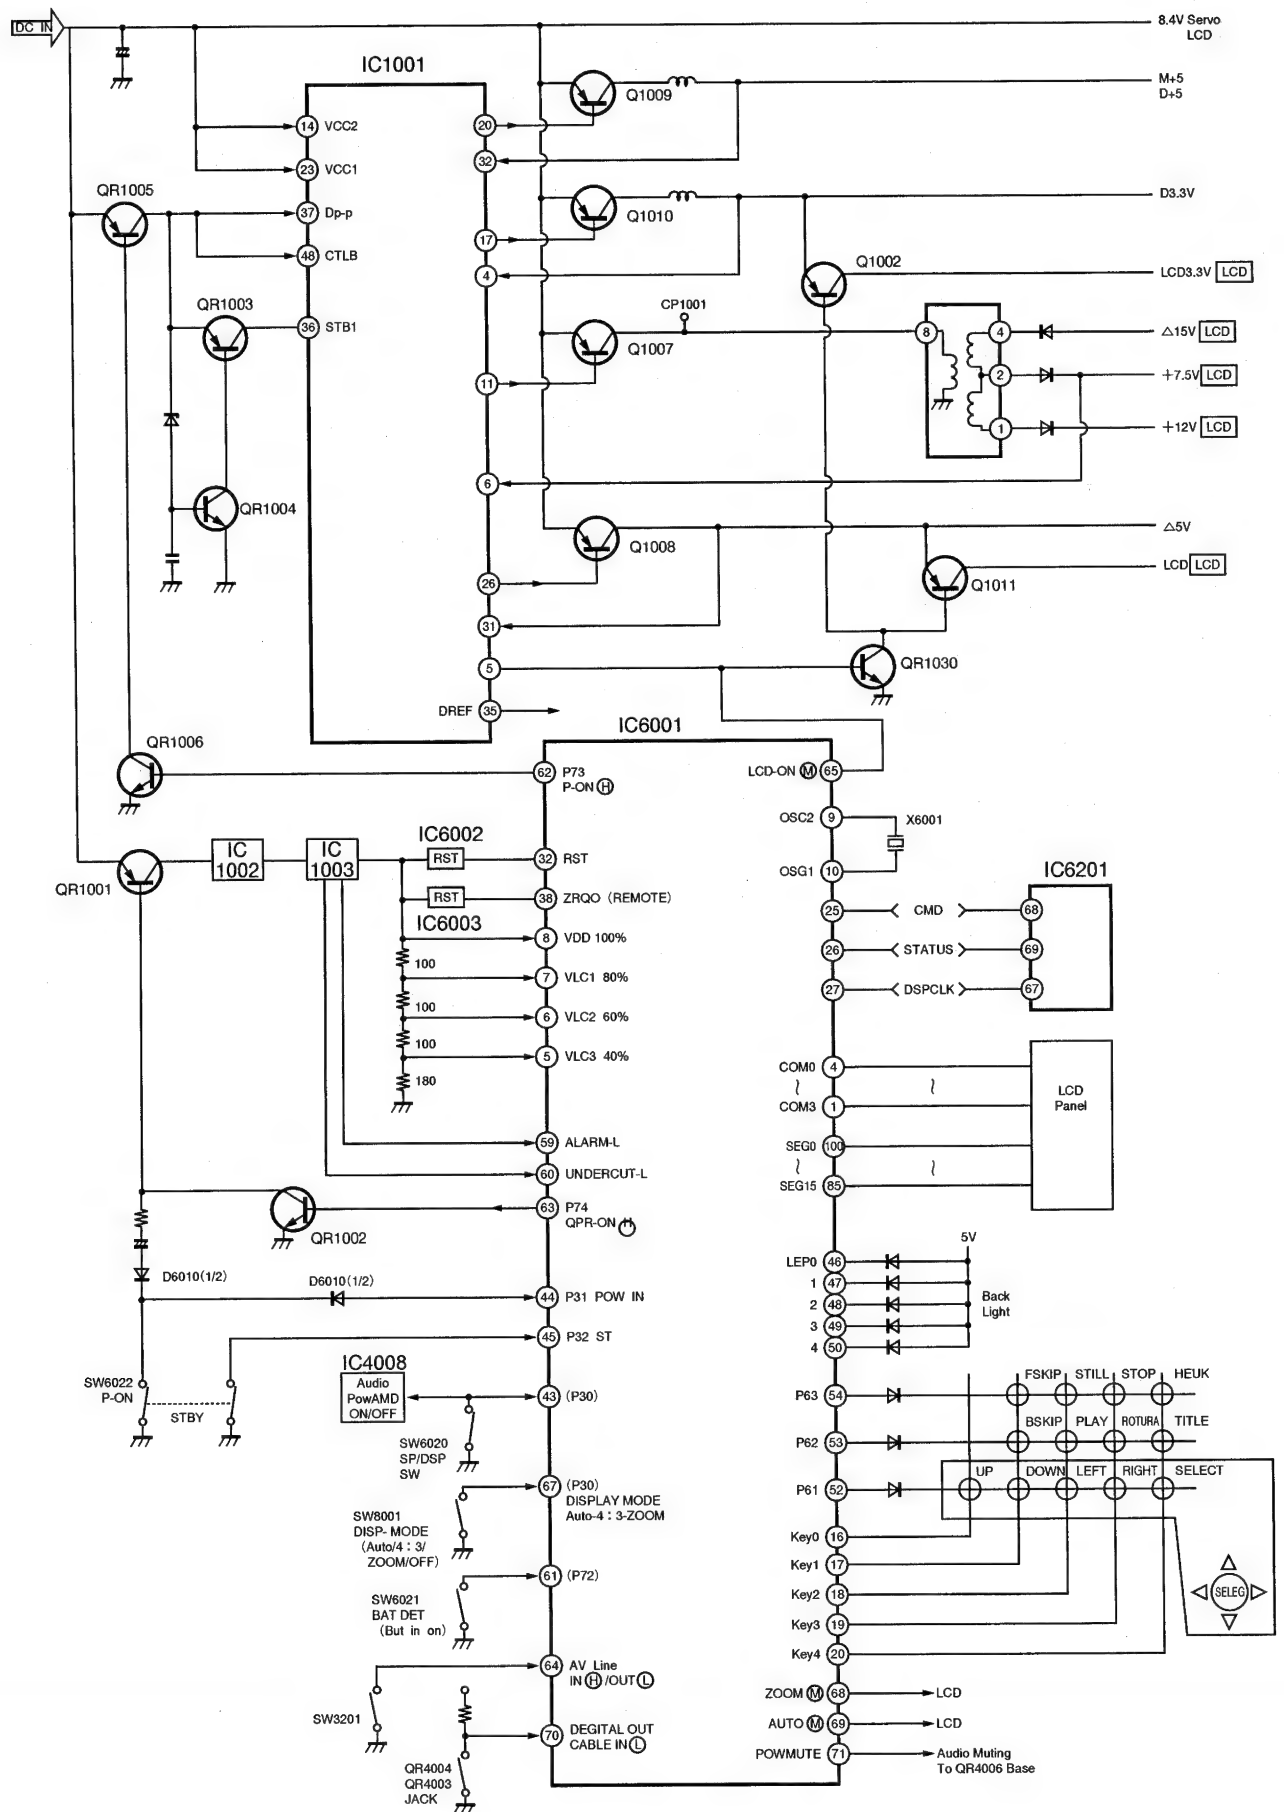 DC IN
8.4V Servo
LCD
IC1001
Q1009
M+5
D+5
14 VCC2
20
23 VCC1
32
QR1005
37 Dp-p
Q1010
D3.3V
17
48 CTLB
4
Q1002
LCD3.3V LCD
QR1003
CP1001
36 STB1
Q1007
8
4
△15V LCD
11
2
+7.5V LCD
1
+12V LCD
6
QR1004
Q1008
△5V
26
LCD LCD
Q1011
31
5
QR1030
DREF 35
IC6001
QR1006
62 P73
P-ON H
LCD-ON M 65
OSC2 9
X6001
IC6002
IC
1002
IC
1003
RST
32 RST
OSG1 10
IC6201
QR1001
RST
38 ZRQO (REMOTE)
25 CMD 68
IC6003
8 VDD 100%
26 STATUS 69
100
7 VLC1 80%
27 DSPCLK 67
100
6 VLC2 60%
100
5 VLC3 40%
180
COM0 4
~
~
COM3 1
LCD
Panel
59 ALARM-L
SEG0 100
~
~
60 UNDERCUT-L
SEG15 85
63 P74
QPR-ON H
QR1002
5V
D6010(1/2)
D6010(1/2)
44 P31 POW IN
LEP0 46
1 47
2 48
3 49
4 50
Back
Light
45 P32 ST
IC4008
Audio
PowAMD
ON/OFF
43 (P30)
SW6022
P-ON
STBY
SW6020
SP/DSP
SW
FSKIP STILL STOP HEUK
P63 54
BSKIP PLAY ROTURA TITLE
P62 53
UP DOWN LEFT RIGHT SELECT
P61 52
67 (P30)
DISPLAY MODE
Auto-4 : 3-ZOOM
SW8001
DISP- MODE
(Auto/4 : 3/
ZOOM/OFF)
Key0 16
Key1 17
Key2 18
Key3 19
Key4 20
SELEG
61 (P72)
SW6021
BAT DET
(But in on)
64 AV Line
IN H /OUT L
SW3201
ZOOM M 68 LCD
AUTO M 69 LCD
70 DEGITAL OUT
CABLE IN L
POWMUTE 71 Audio Muting
To QR4006 Base
QR4004
QR4003
JACK